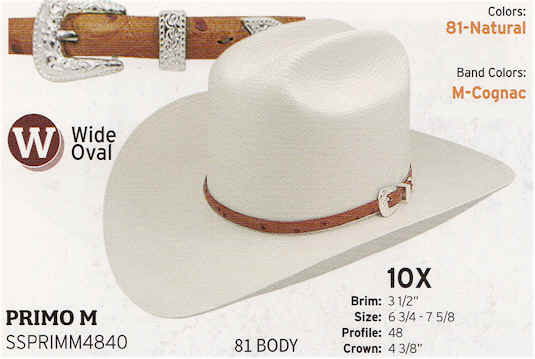 Colors:
81-Natural
Band Colors:
M-Cognac
W
Wide
Oval
10X
Brim: 3 1/2"
Size: 6 3/4 - 7 5/8
Profile: 48
Crown: 4 3/8"
PRIMO M
SSPRIMM4840
81 BODY